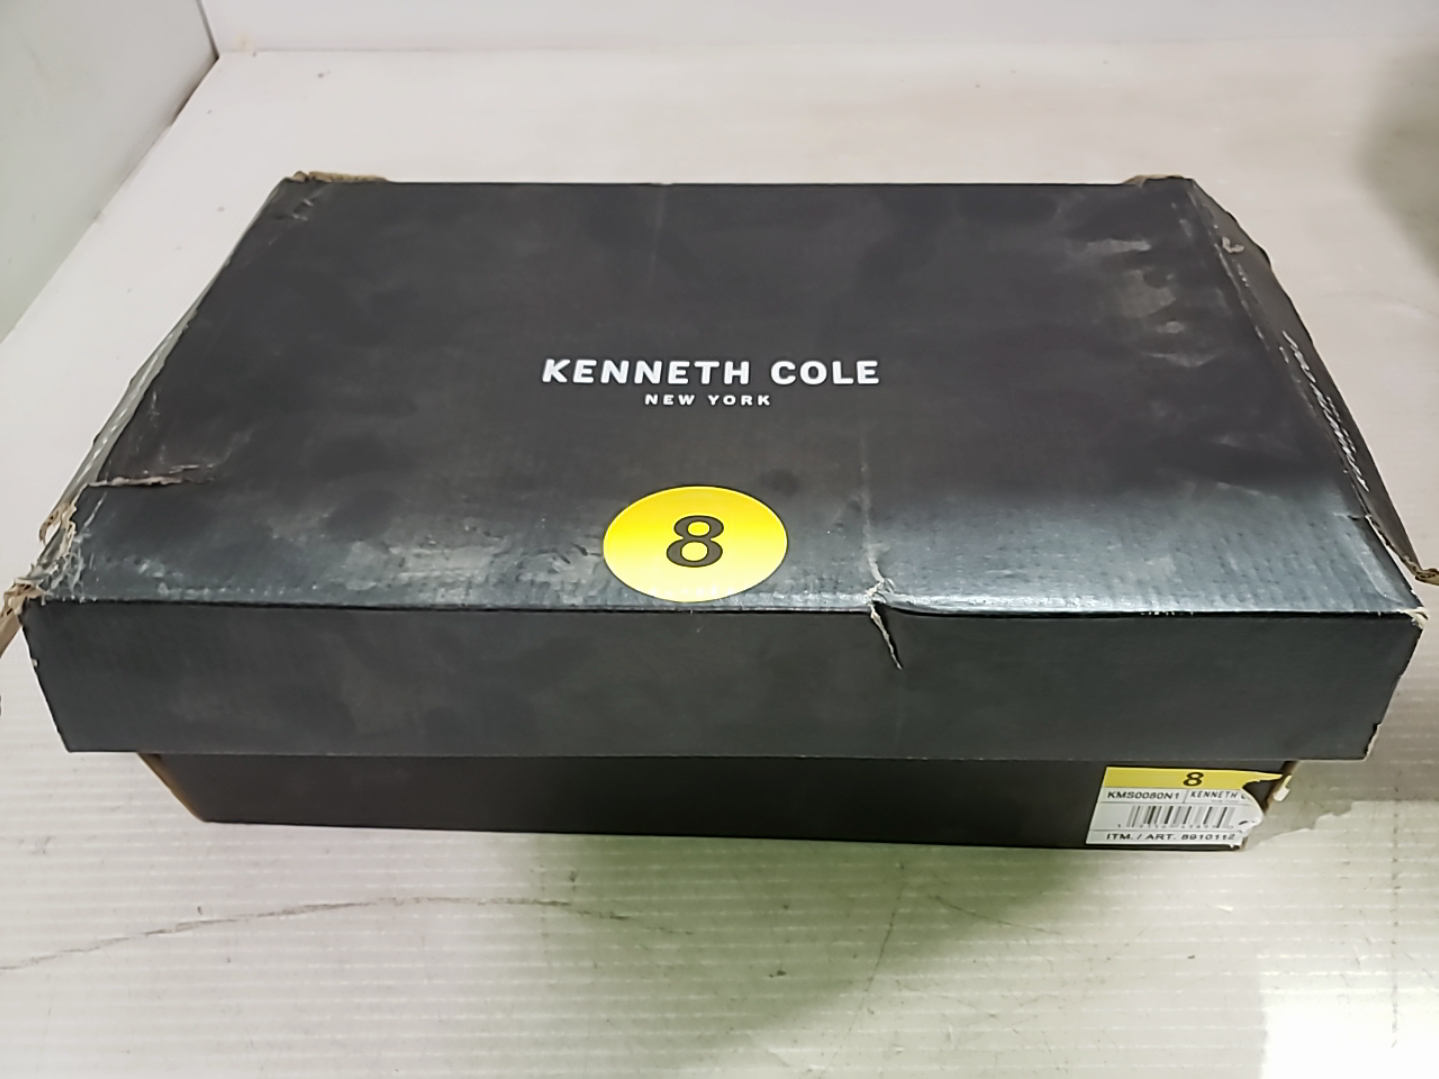 KENNETH COLE
NEW YORK
8
8
KMS0080N1 KENNETH
ITM. / ART. 8910112